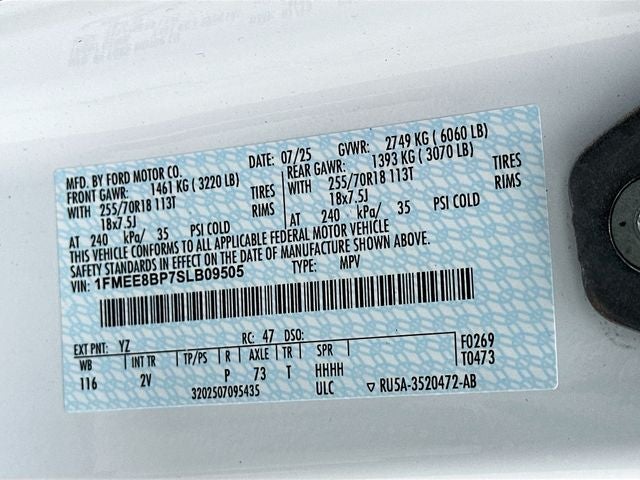 MFD. BY FORD MOTOR CO.
DATE: 07/25 GVWR: 2749 KG ( 6060 LB)
FRONT GAWR: 1461 KG ( 3220 LB)
REAR GAWR: 1393 KG ( 3070 LB)
WITH 255/70R18 113T TIRES
WITH 255/70R18 113T TIRES
18x7.5J RIMS
18x7.5J RIMS
AT 240 kPa/ 35 PSI COLD
AT 240 kPa/ 35 PSI COLD
THIS VEHICLE CONFORMS TO ALL APPLICABLE FEDERAL MOTOR VEHICLE
SAFETY STANDARDS IN EFFECT ON THE DATE OF MANUFACTURE SHOWN ABOVE.
VIN: 1FMEE8BP7SLB09505 TYPE: MPV
EXT PNT: YZ RC: 47 DSO: F0269
WB INT TR TP/PS R AXLE TR SPR T0473
116 2V P 73 T HHHH
3202507095435 ULC RU5A-3520472-AB